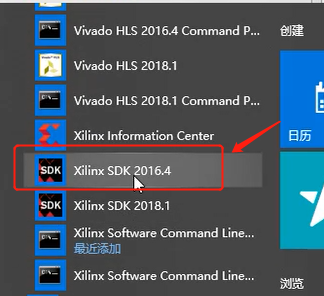 Vivado HLS 2016.4 Command P...
创建
Vivado HLS 2018.1
Vivado HLS 2018.1 Command P...
Xilinx Information Center
日历
SDK
Xilinx SDK 2016.4
SDK
Xilinx SDK 2018.1
Xilinx Software Command Line...
最近添加
Xilinx Software Command Line...
浏览